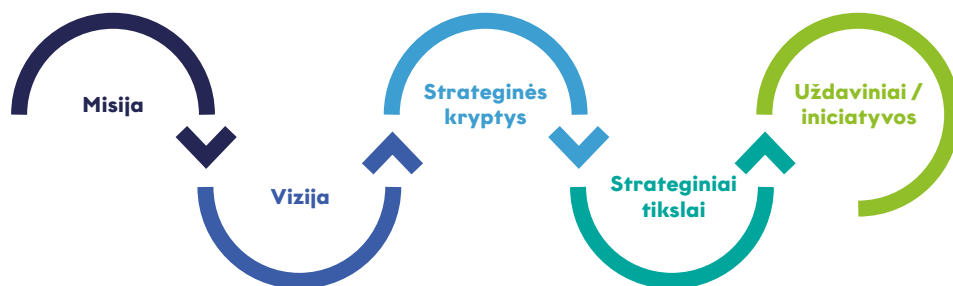 Misija
Vizija
Strateginės
kryptys
Strateginiai
tikslai
Uždaviniai /
iniciatyvos